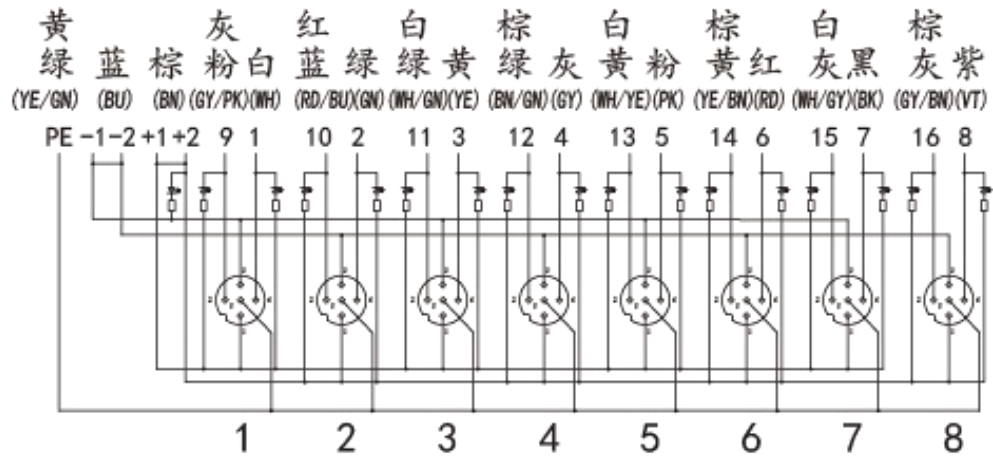 黄 灰 红 白 棕 白 棕 白 棕
绿 蓝 棕 粉白 蓝 绿 绿 黄 绿 灰 黄 粉 黄 红 灰 黑 灰 紫
(YE/GN) (BU) (BN) (GY/PK)(WH) (RD/BU)(GN) (WH/GN)(YE) (BN/GN)(GY) (WH/YE)(PK) (YE/BN)(RD) (WH/GY)(BK) (GY/BN)(VT)
PE -1-2 +1 +2 9 1 10 2 11 3 12 4 13 5 14 6 15 7 16 8
1 2 3 4 5 6 7 8